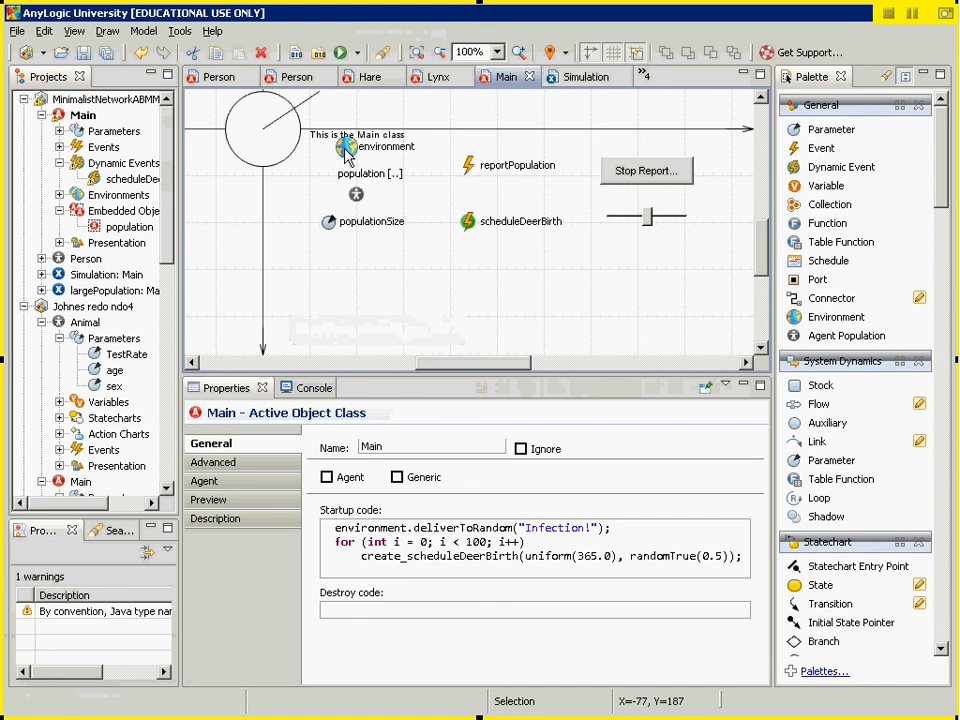 AnyLogic University [EDUCATIONAL USE ONLY]
File Edit View Draw Model Tools Help
100% Get Support...
Projects
Person Person Hare Lynx Main Simulation »4
Palette
MinimalistNetworkABMM
Main
Parameters
Events
Dynamic Events
scheduleDe
Environments
Embedded Obje
population
Presentation
Person
Simulation: Main
largePopulation: Ma
Johnes redo ndo4
Animal
Parameters
TestRate
age
sex
Variables
Statecharts
Action Charts
Events
Presentation
Main
This is the Main class
environment
population [..]
populationSize
reportPopulation
scheduleDeerBirth
Stop Report...
General
Parameter
Event
Dynamic Event
Variable
Collection
Function
Table Function
Schedule
Port
Connector
Environment
Agent Population
System Dynamics
Stock
Flow
Auxiliary
Link
Parameter
Table Function
Loop
Shadow
Statechart
Statechart Entry Point
State
Transition
Initial State Pointer
Branch
Palettes...
Properties Console
Main - Active Object Class
General
Advanced
Agent
Preview
Description
Name: Main Ignore
Agent Generic
Startup code:
environment.deliverToRandom("Infection!");
for (int i = 0; i < 100; i++)
create_scheduleDeerBirth(uniform(365.0), randomTrue(0.5));
Destroy code:
Pro... Sea...
1 warnings
Description
By convention, Java type nar
Selection X=-77, Y=187